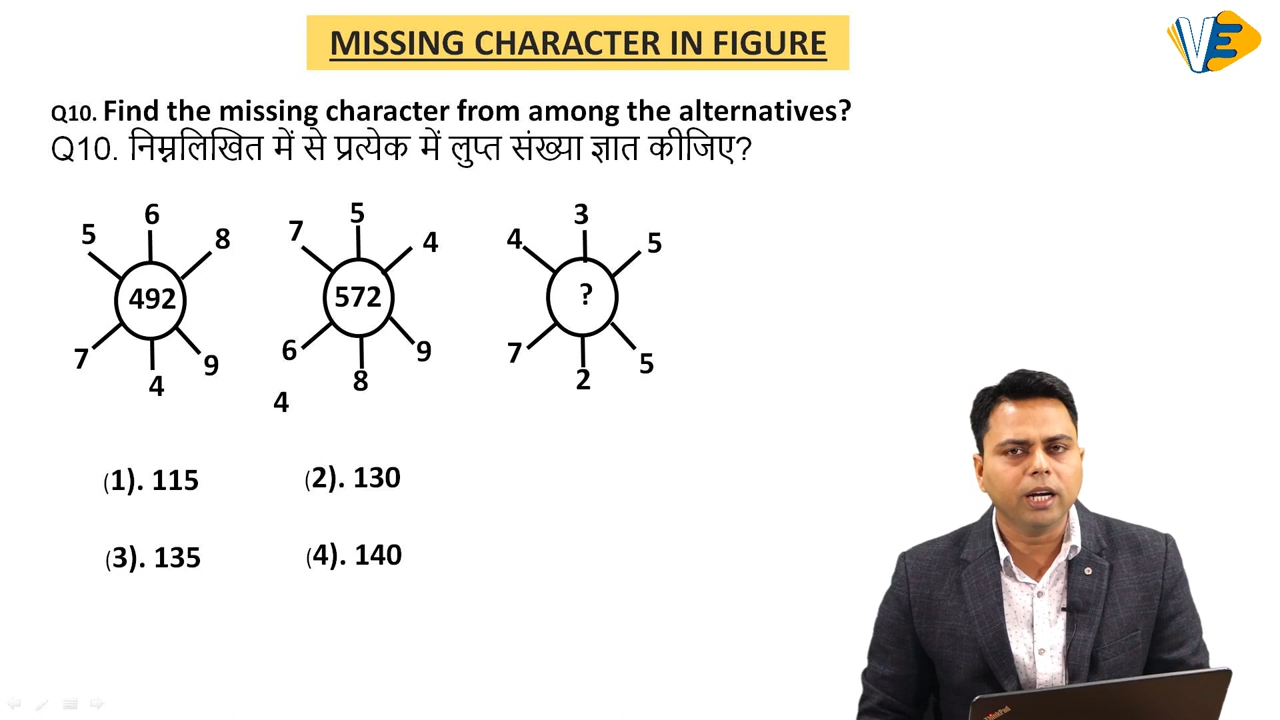 MISSING CHARACTER IN FIGURE
VE
Q10. Find the missing character from among the alternatives?
Q10. निम्नलिखित में से प्रत्येक में लुप्त संख्या ज्ञात कीजिए?
5 6 8 7 5 4 4 3 5
492 572 ?
7 4 9 6 8 9 7 2 5
4
(1). 115 (2). 130
(3). 135 (4). 140
ThinkPad